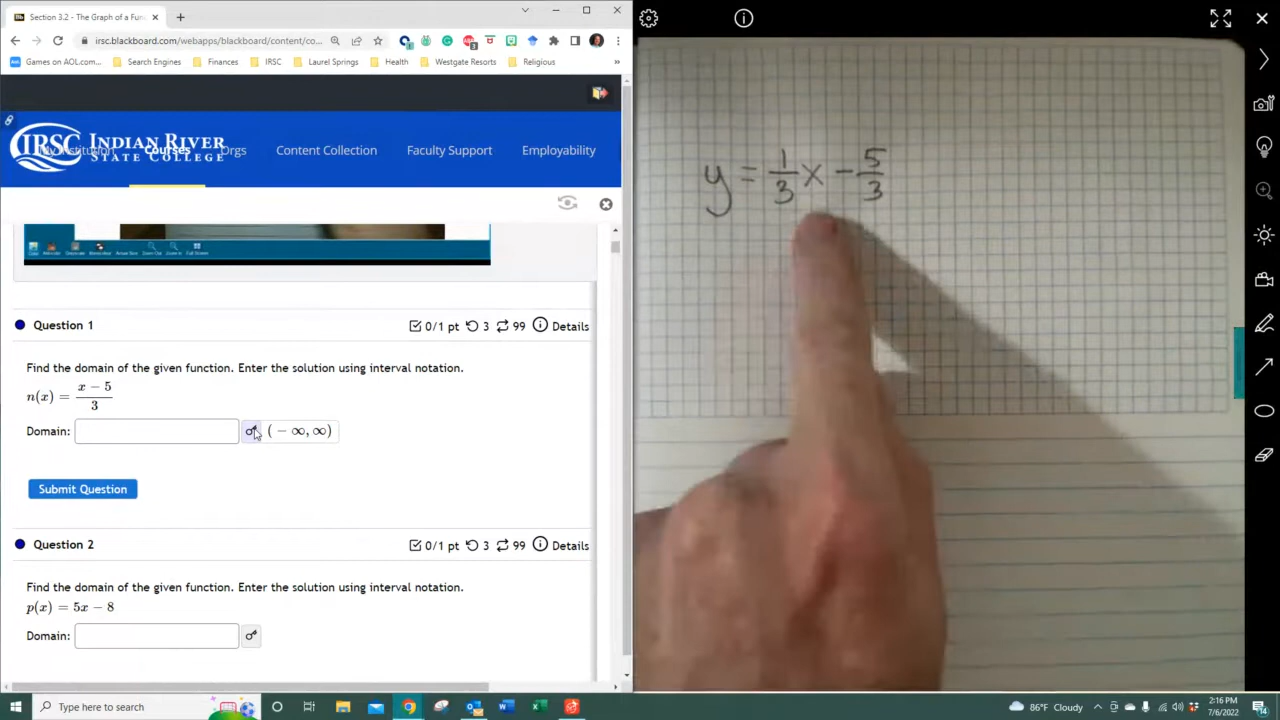 Section 3.2 - The Graph of a Fun
irsc.blackboard.com/webapps/blackboard/content/co...
Games on AOL.com...
Search Engines
Finances
IRSC
Laurel Springs
Health
Westgate Resorts
Religious
»
IRSC INDIAN RIVER
STATE COLLEGE
My Institution
Courses
Orgs
Content Collection
Faculty Support
Employability
Question 1
0/1 pt 3 99 Details
Find the domain of the given function. Enter the solution using interval notation.
n(x) = (x − 5)/3
Domain: (− ∞, ∞)
Submit Question
Question 2
0/1 pt 3 99 Details
Find the domain of the given function. Enter the solution using interval notation.
p(x) = 5x − 8
Domain:
y = 1/3 x - 5/3
Type here to search
86°F Cloudy
2:16 PM
7/6/2022